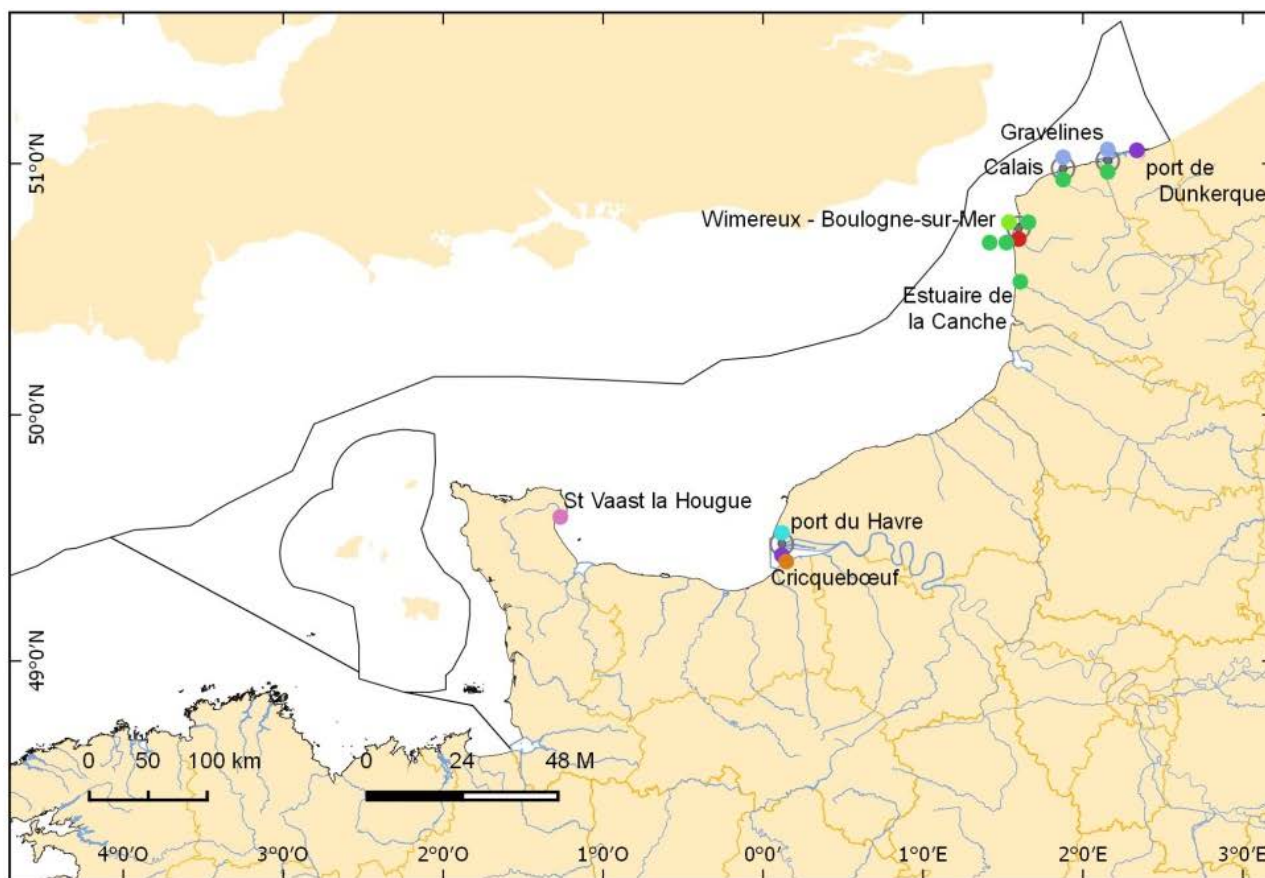 Gravelines
51°0'N
Calais
port de
Dunkerque
Wimereux - Boulogne-sur-Mer
Estuaire de
la Canche
50°0'N
St Vaast la Hougue
port du Havre
Cricquebœuf
49°0'N
0 50 100 km
0 24 48 M
4°0'O 3°0'O 2°0'O 1°0'O 0°0' 1°0'E 2°0'E 3°0